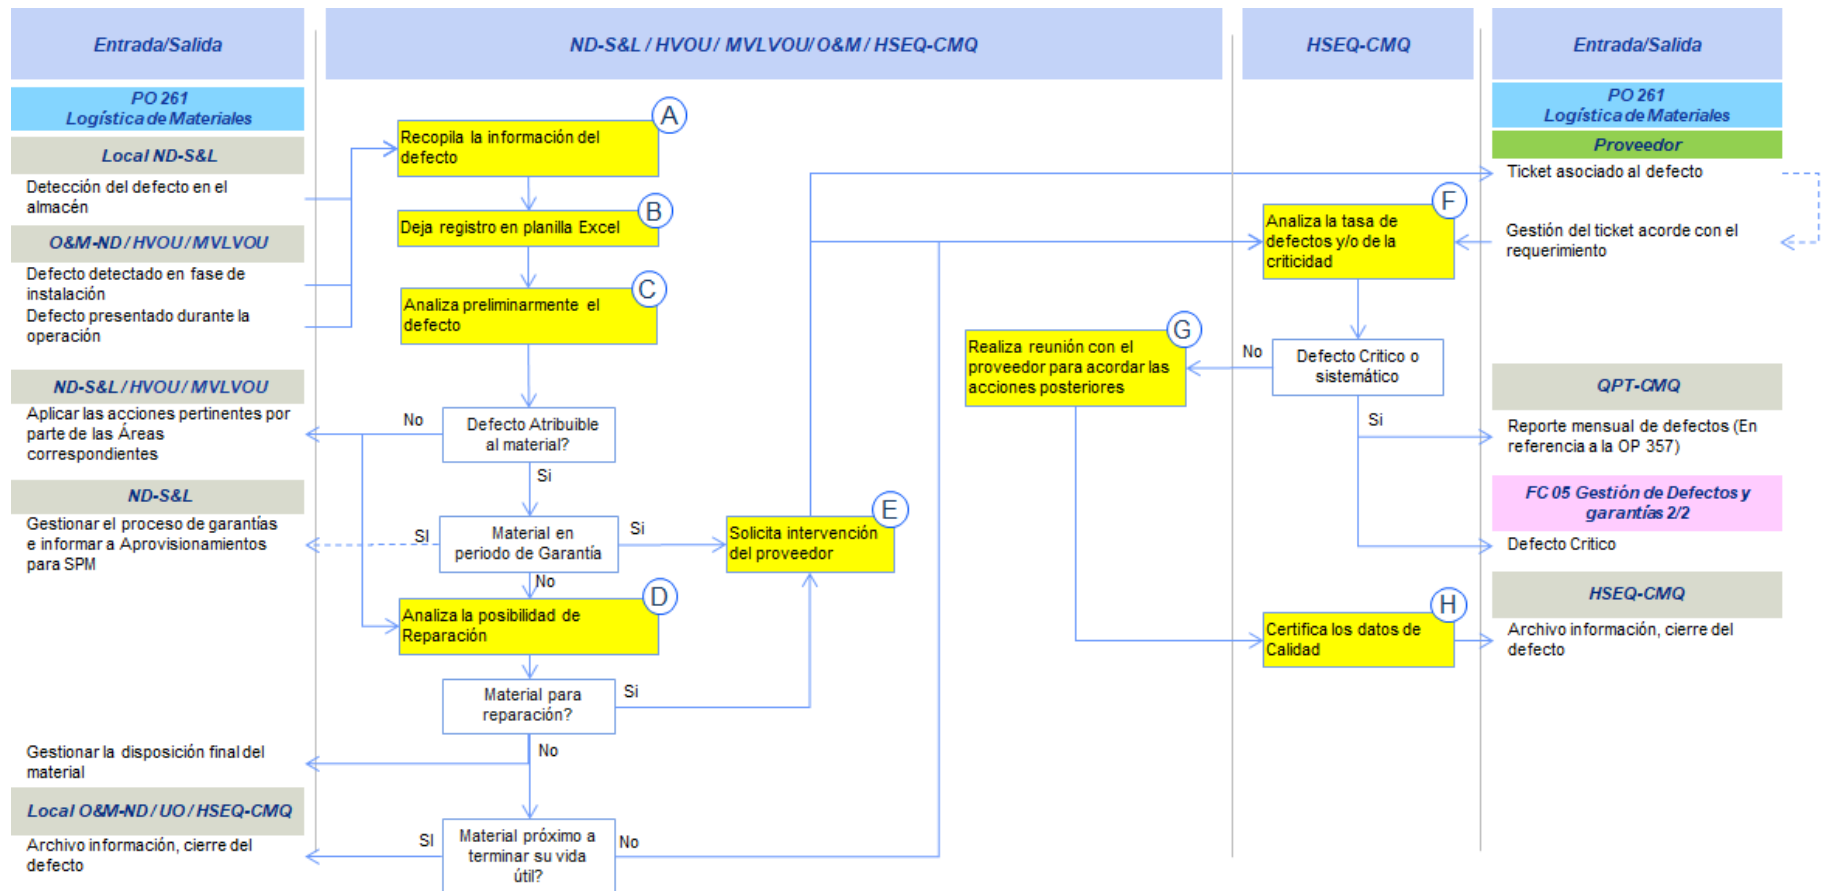 Entrada/Salida
ND-S&L / HVOU / MVLVOU/ O&M / HSEQ-CMQ
HSEQ-CMQ
Entrada/Salida
PO 261
Logística de Materiales
Local ND-S&L
Detección del defecto en el
almacén
O&M-ND / HVOU / MVLVOU
Defecto detectado en fase de
instalación
Defecto presentado durante la
operación
ND-S&L / HVOU / MVLVOU
Aplicar las acciones pertinentes por
parte de las Áreas
correspondientes
ND-S&L
Gestionar el proceso de garantías
e informar a Aprovisionamientos
para SPM
Gestionar la disposición final del
material
Local O&M-ND / UO / HSEQ-CMQ
Archivo información, cierre del
defecto
A
Recopila la información del
defecto
B
Deja registro en planilla Excel
C
Analiza preliminarmente el
defecto
No
Defecto Atribuible
al material?
Si
SI
Material en
periodo de Garantía
Si
No
E
Solicita intervención
del proveedor
D
Analiza la posibilidad de
Reparación
Material para
reparación?
Si
No
SI
Material próximo a
terminar su vida
útil?
No
F
Analiza la tasa de
defectos y/o de la
criticidad
G
Realiza reunión con el
proveedor para acordar las
acciones posteriores
No
Defecto Critico o
sistemático
Si
H
Certifica los datos de
Calidad
PO 261
Logística de Materiales
Proveedor
Ticket asociado al defecto
Gestión del ticket acorde con el
requerimiento
QPT-CMQ
Reporte mensual de defectos (En
referencia a la OP 357)
FC 05 Gestión de Defectos y
garantías 2/2
Defecto Critico
HSEQ-CMQ
Archivo información, cierre del
defecto